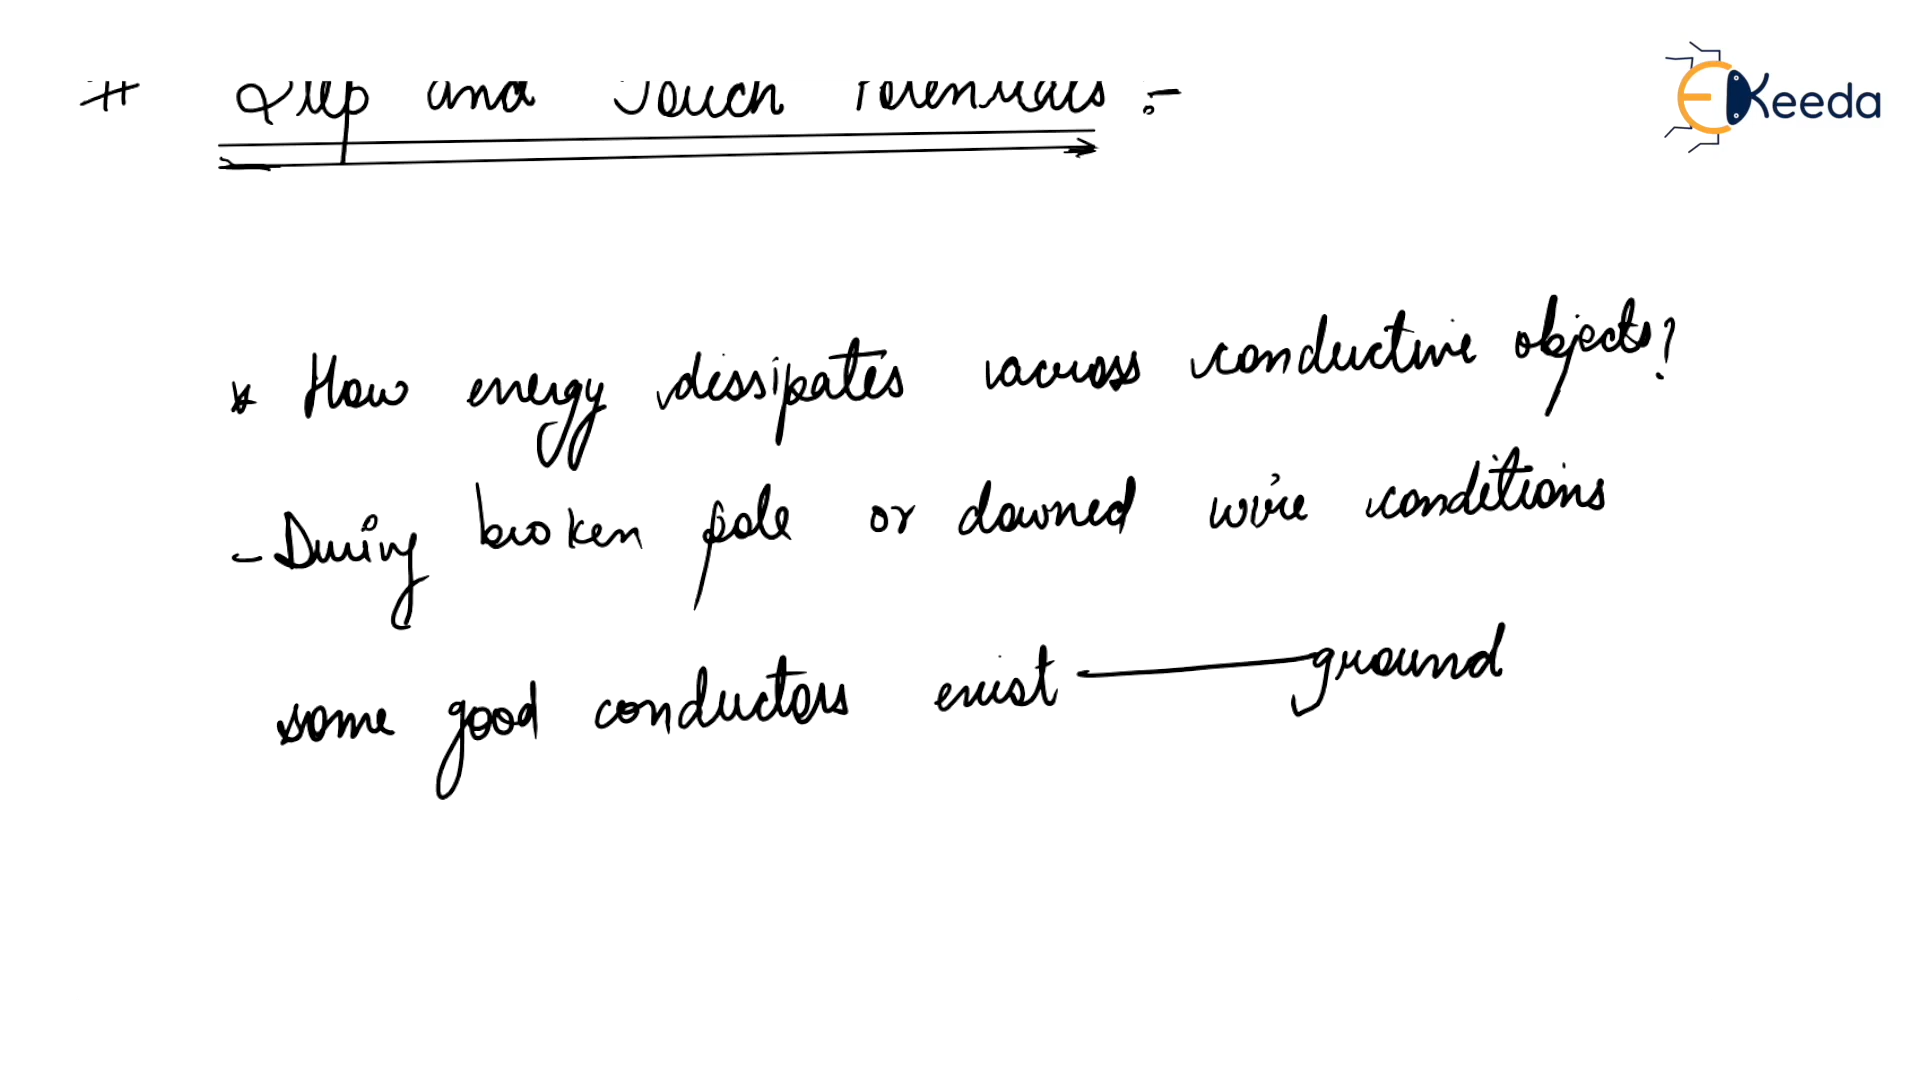 # Step and Touch Potentials :-
EKeeda
* How energy dissipates across conductive objects?
- During broken pole or downed wire conditions
some good conductors exist — ground